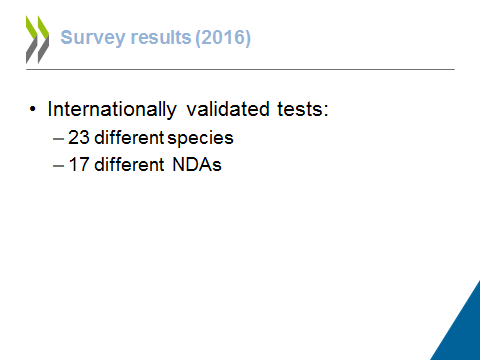 Survey results (2016)
• Internationally validated tests:
– 23 different species
– 17 different NDAs